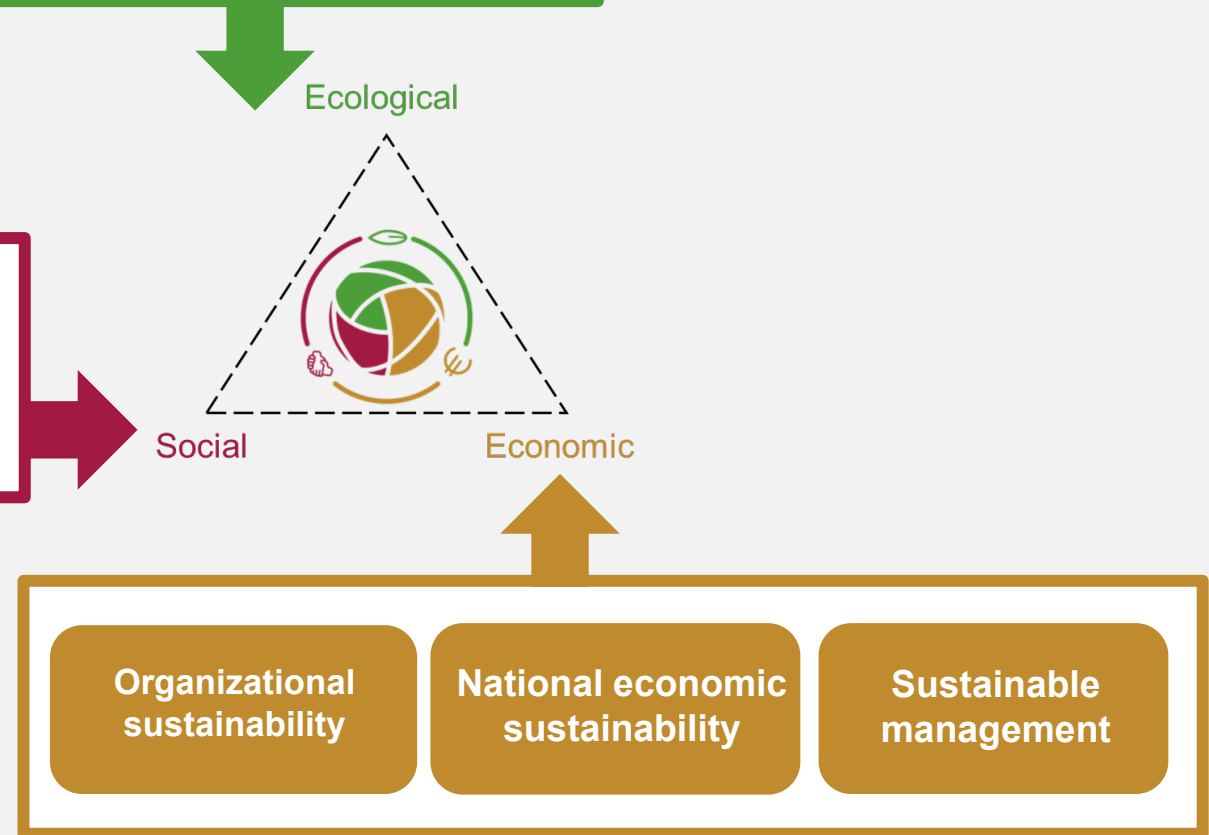 Ecological
Social
Economic
Organizational
sustainability
National economic
sustainability
Sustainable
management